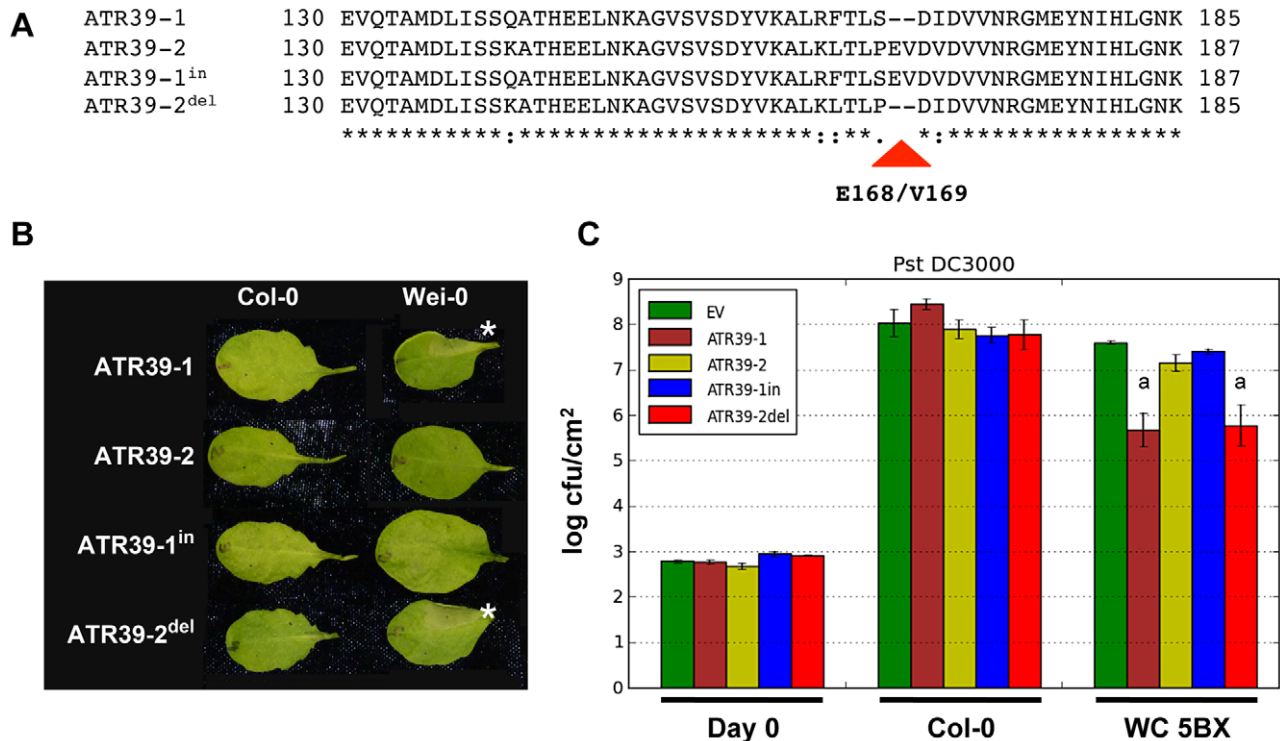 A
ATR39-1 130 EVQTAMDLISSQATHEELNKAGVSVSDYVKALRFTLS--DIDVVNRGMEYNIHLGNK 185
ATR39-2 130 EVQTAMDLISSKATHEELNKAGVSVSDYVKALKLTLPEVDVDVVNRGMEYNIHLGNK 187
ATR39-1in 130 EVQTAMDLISSQATHEELNKAGVSVSDYVKALRFTLSEVDVDVVNRGMEYNIHLGNK 187
ATR39-2del 130 EVQTAMDLISSKATHEELNKAGVSVSDYVKALKLTLP--DIDVVNRGMEYNIHLGNK 185
***********:********************::**.  *:****************
E168/V169
B
Col-0 Wei-0
ATR39-1 *
ATR39-2
ATR39-1in
ATR39-2del *
C
Pst DC3000
log cfu/cm2
9
8
7
6
5
4
3
2
1
0
EV
ATR39-1
ATR39-2
ATR39-1in
ATR39-2del
a a
Day 0 Col-0 WC 5BX